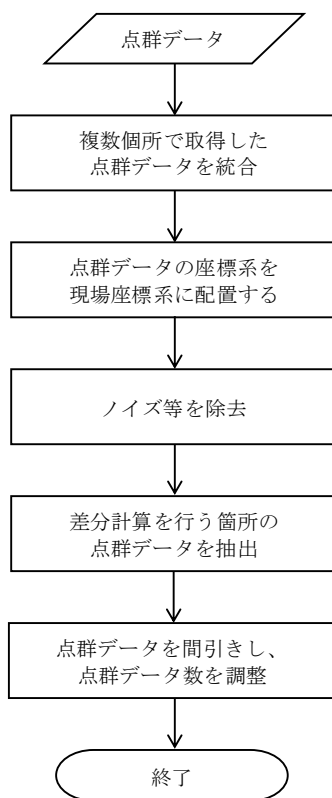 点群データ
複数個所で取得した
点群データを統合
点群データの座標系を
現場座標系に配置する
ノイズ等を除去
差分計算を行う箇所の
点群データを抽出
点群データを間引きし、
点群データ数を調整
終了